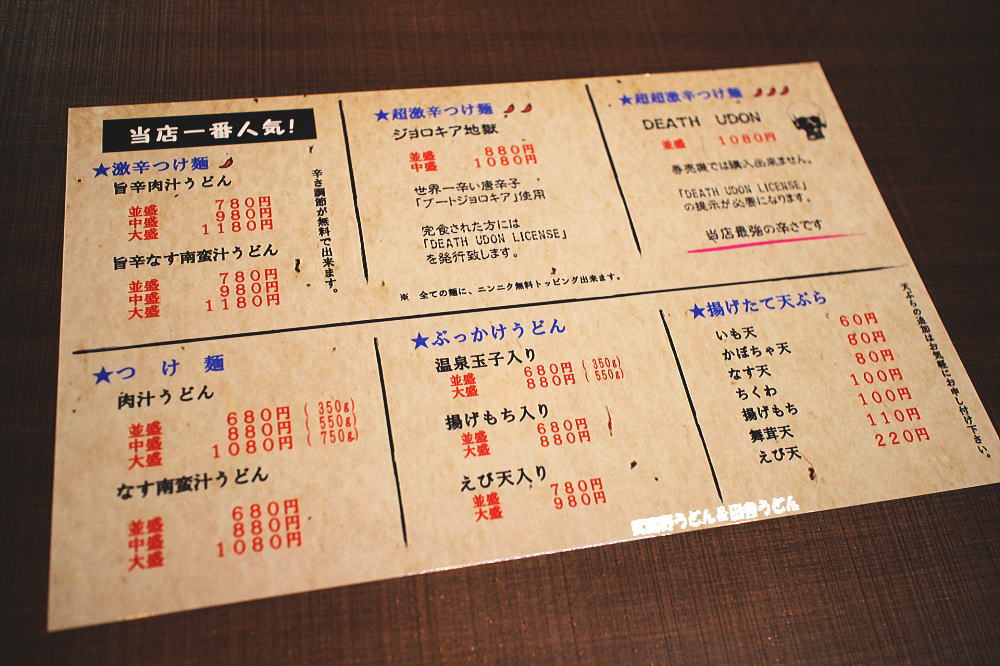 当店一番人気!
★激辛つけ麺
旨辛肉汁うどん
並盛 780円
中盛 980円
大盛 1180円
旨辛なす南蛮汁うどん
並盛 780円
中盛 980円
大盛 1180円
辛さ調節が無料で出来ます。
★超激辛つけ麺
ジョロキア地獄
並盛 880円
中盛 1080円
世界一辛い唐辛子
「ブートジョロキア」使用
完食された方には
「DEATH UDON LICENSE」
を発行致します。
※ 全ての麺に、ニンニク無料トッピング出来ます。
★超超激辛つけ麺
DEATH UDON
並盛 1080円
券売機では購入出来ません。
「DEATH UDON LICENSE」
の提示が必要になります。
当店最強の辛さです
★つけ麺
肉汁うどん
並盛 680円 (350g)
中盛 880円 (550g)
大盛 1080円 (750g)
なす南蛮汁うどん
並盛 680円
中盛 880円
大盛 1080円
★ぶっかけうどん
温泉玉子入り
並盛 680円 (350g)
大盛 880円 (550g)
揚げもち入り
並盛 680円
大盛 880円
えび天入り
並盛 780円
大盛 980円
★揚げたて天ぷら
いも天 60円
かぼちゃ天 80円
なす天 80円
ちくわ 100円
揚げもち 100円
舞茸天 110円
えび天 220円
天ぷらの追加はお気軽にお申し付け下さい。
うどん&田舎うどん